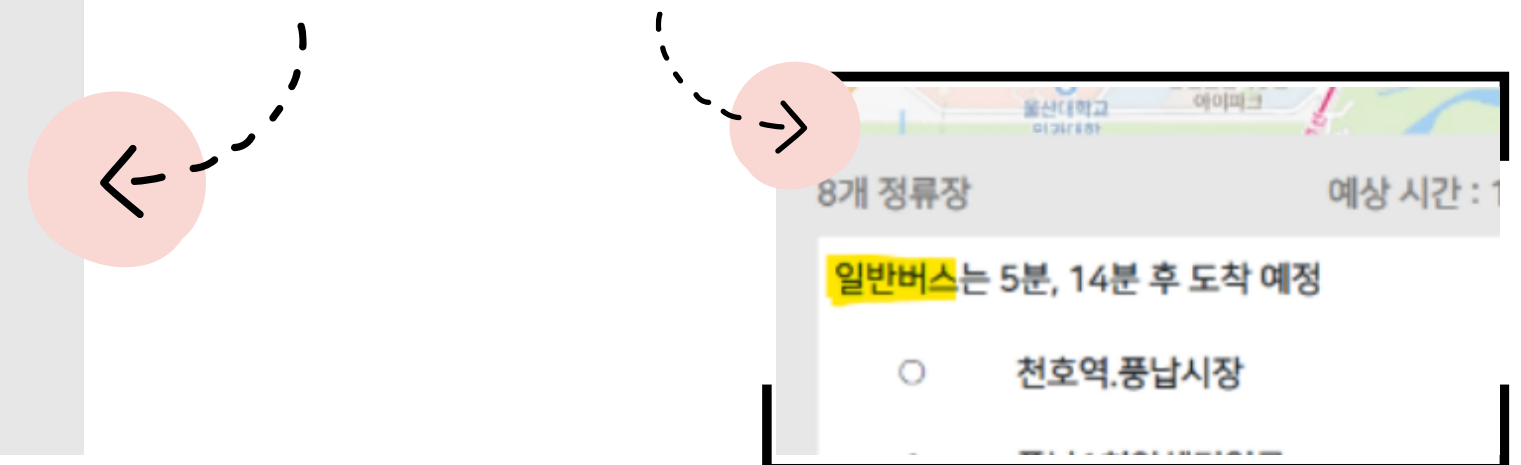 울산대학교
아이파크
8개 정류장
예상 시간 : 1
일반버스는 5분, 14분 후 도착 예정
천호역.풍납시장